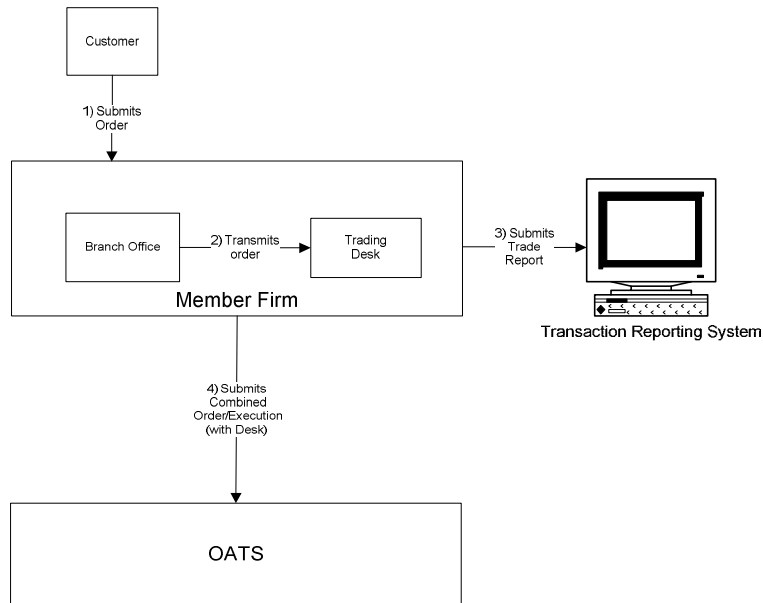 Customer
1) Submits
Order
Branch Office
2) Transmits
order
Trading
Desk
Member Firm
3) Submits
Trade
Report
Transaction Reporting System
4) Submits
Combined
Order/Execution
(with Desk)
OATS